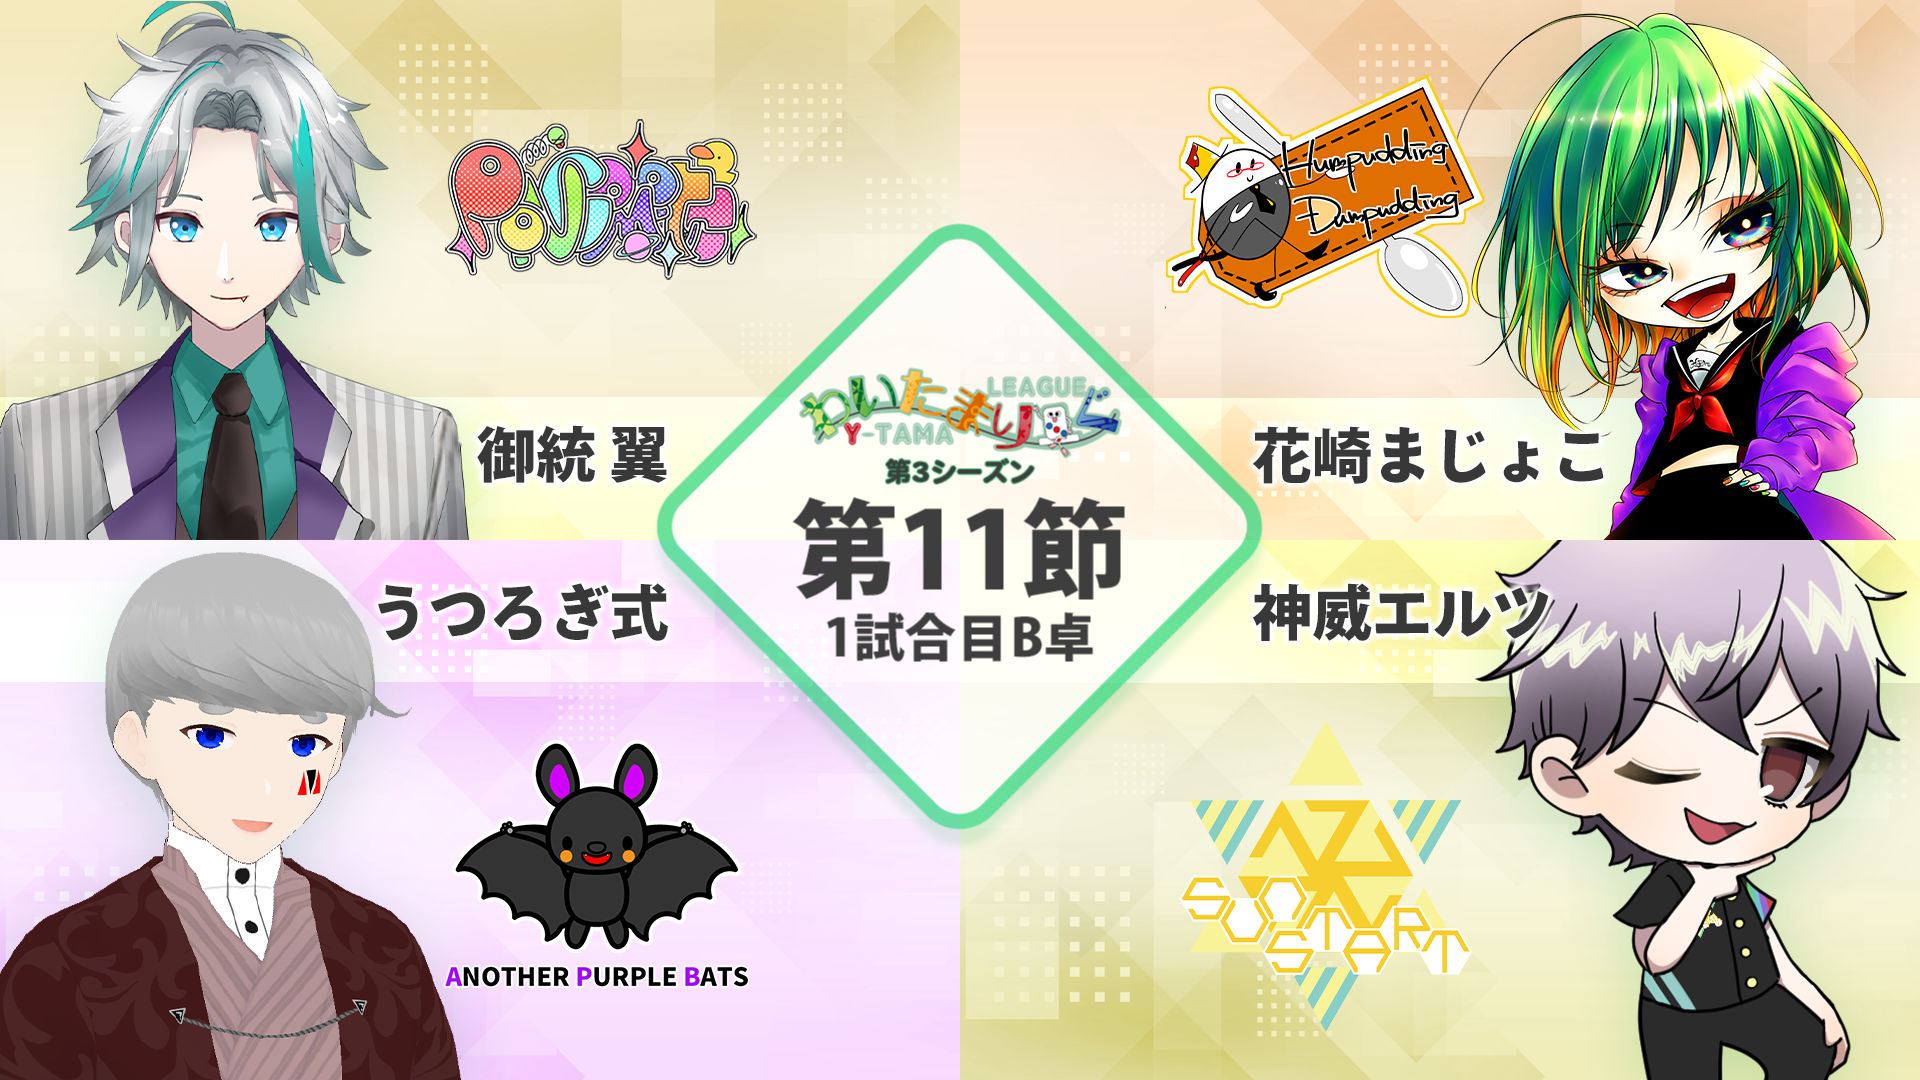 Humpudding
Dumpudding
御統 翼
花崎まじょこ
わいたまりーぐ
LEAGUE
Y-TAMA
第3シーズン
第11節
1試合目B卓
うつろぎ式
神威エルツ
ANOTHER PURPLE BATS
SUN
START